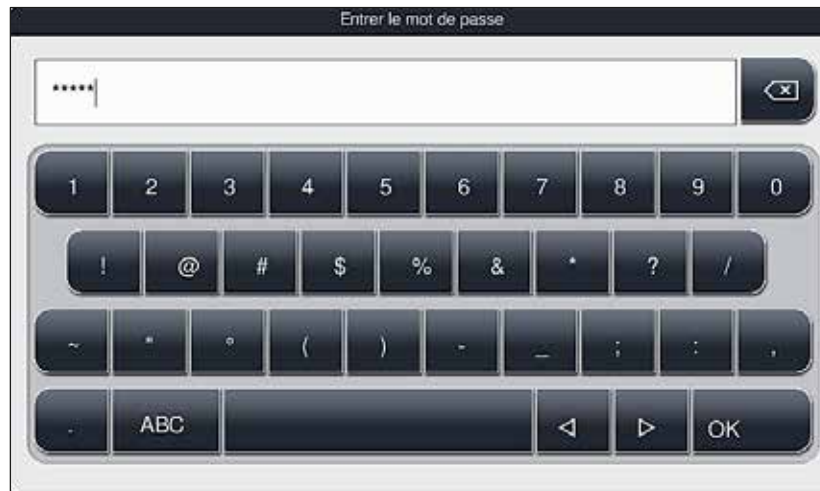 Entrer le mot de passe
*****
1 2 3 4 5 6 7 8 9 0
! @ # $ % & * ? /
~ " ° ( ) - _ ; : ,
. ABC OK